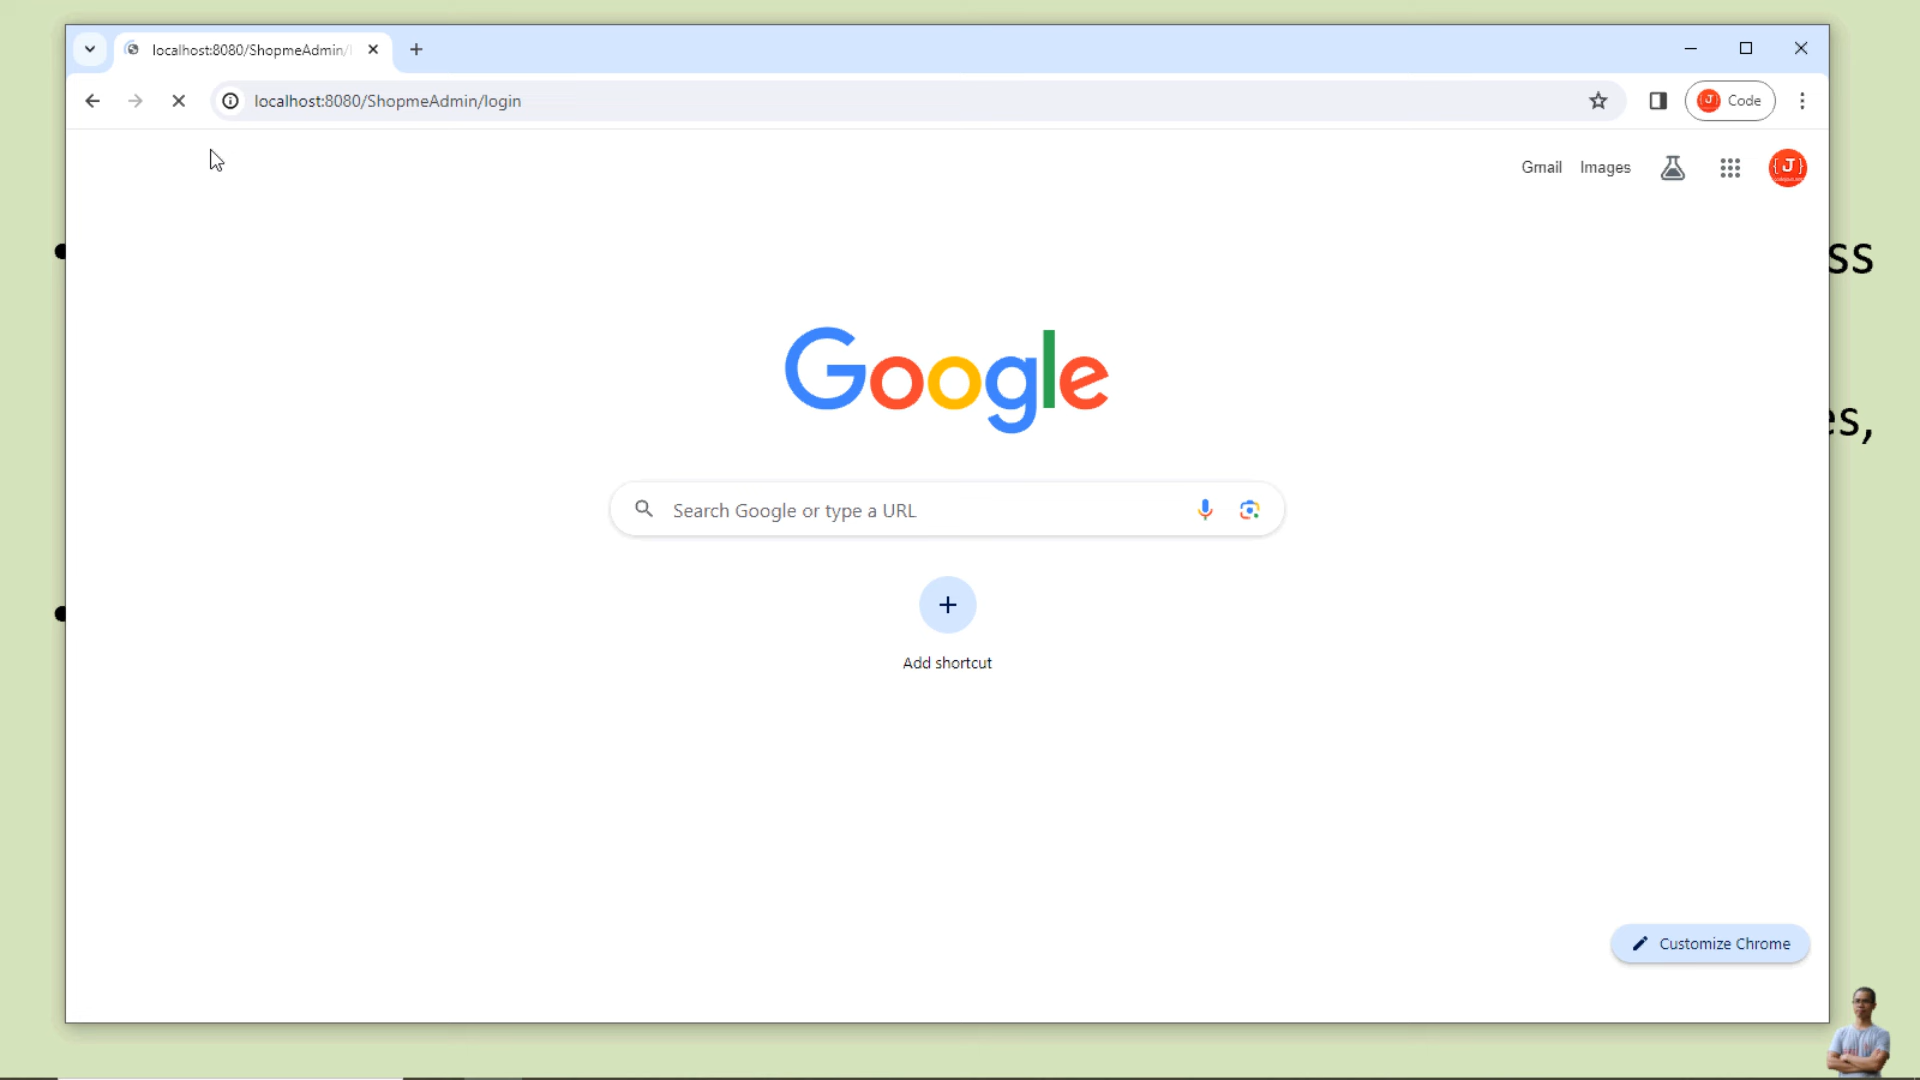 localhost:8080/ShopmeAdmin/
localhost:8080/ShopmeAdmin/login
Code
Gmail Images
{J}
ss
Google
es,
Search Google or type a URL
Add shortcut
Customize Chrome